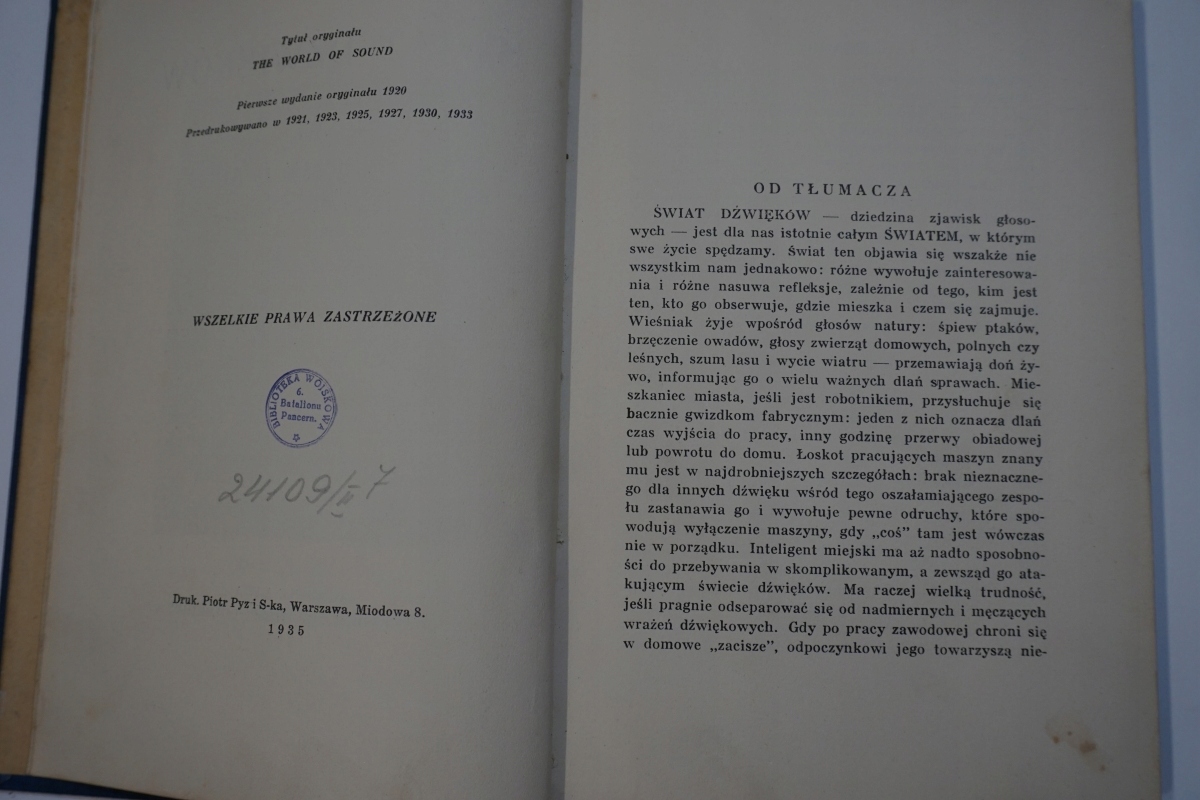 Tytuł oryginału
THE WORLD OF SOUND
Pierwsze wydanie oryginału 1920
Przedrukowywano w 1921, 1923, 1925, 1927, 1930, 1933
WSZELKIE PRAWA ZASTRZEŻONE
BIBLIOTEKA WOJSKOWA
6.
Batalionu
Pancern.
24109/II 7
Druk. Piotr Pyz i S-ka, Warszawa, Miodowa 8.
1935
OD TŁUMACZA
ŚWIAT DŹWIĘKÓW — dziedzina zjawisk głoso-
wych — jest dla nas istotnie całym ŚWIATEM, w którym
swe życie spędzamy. Świat ten objawia się wszakże nie
wszystkim nam jednakowo: różne wywołuje zainteresowa-
nia i różne nasuwa refleksje, zależnie od tego, kim jest
ten, kto go obserwuje, gdzie mieszka i czem się zajmuje.
Wieśniak żyje wpośród głosów natury: śpiew ptaków,
brzęczenie owadów, głosy zwierząt domowych, polnych czy
leśnych, szum lasu i wycie wiatru — przemawiają doń ży-
wo, informując go o wielu ważnych dlań sprawach. Mie-
szkaniec miasta, jeśli jest robotnikiem, przysłuchuje się
bacznie gwizdkom fabrycznym: jeden z nich oznacza dlań
czas wyjścia do pracy, inny godzinę przerwy obiadowej
lub powrotu do domu. Łoskot pracujących maszyn znany
mu jest w najdrobniejszych szczegółach: brak nieznaczne-
go dla innych dźwięku wśród tego oszałamiającego zespo-
łu zastanawia go i wywołuje pewne odruchy, które spo-
wodują wyłączenie maszyny, gdy „coś” tam jest wówczas
nie w porządku. Inteligent miejski ma aż nadto sposobno-
ści do przebywania w skomplikowanym, a zewsząd go ata-
kującym świecie dźwięków. Ma raczej wielką trudność,
jeśli pragnie odseparować się od nadmiernych i męczących
wrażeń dźwiękowych. Gdy po pracy zawodowej chroni się
w domowe „zacisze”, odpoczynkowi jego towarzyszą nie-